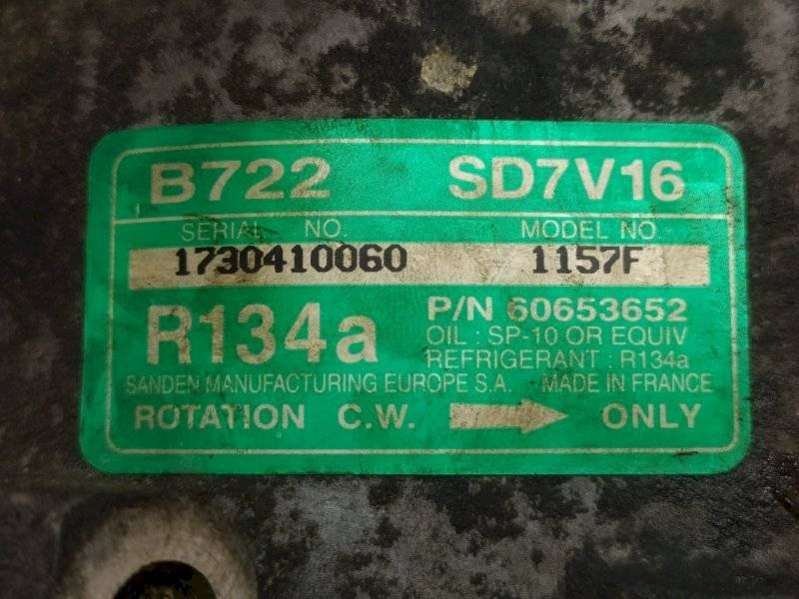 B722 SD7V16
SERIAL NO. MODEL NO.
1730410060 1157F
R134a P/N 60653652
OIL : SP-10 OR EQUIV
REFRIGERANT : R134a
SANDEN MANUFACTURING EUROPE S.A. MADE IN FRANCE
ROTATION C.W. ONLY